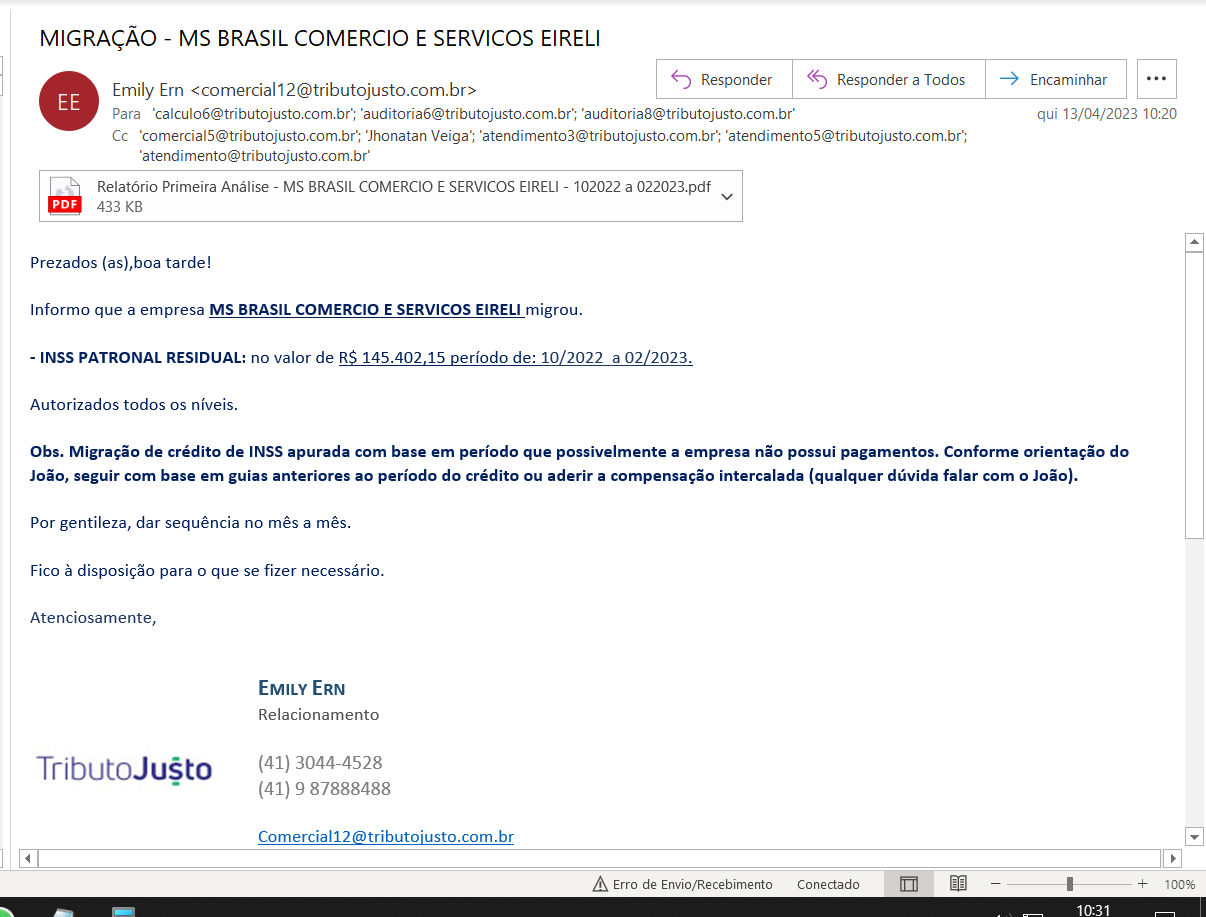 MIGRAÇÃO - MS BRASIL COMERCIO E SERVICOS EIRELI
EE
Emily Ern <comercial12@tributojusto.com.br>
Responder
Responder a Todos
Encaminhar
Para 'calculo6@tributojusto.com.br'; 'auditoria6@tributojusto.com.br'; 'auditoria8@tributojusto.com.br'
qui 13/04/2023 10:20
Cc 'comercial5@tributojusto.com.br'; 'Jhonatan Veiga'; 'atendimento3@tributojusto.com.br'; 'atendimento5@tributojusto.com.br';
'atendimento@tributojusto.com.br'
PDF
Relatório Primeira Análise - MS BRASIL COMERCIO E SERVICOS EIRELI - 102022 a 022023.pdf
433 KB
Prezados (as),boa tarde!
Informo que a empresa MS BRASIL COMERCIO E SERVICOS EIRELI migrou.
- INSS PATRONAL RESIDUAL: no valor de R$ 145.402,15 período de: 10/2022  a 02/2023.
Autorizados todos os níveis.
Obs. Migração de crédito de INSS apurada com base em período que possivelmente a empresa não possui pagamentos. Conforme orientação do
João, seguir com base em guias anteriores ao período do crédito ou aderir a compensação intercalada (qualquer dúvida falar com o João).
Por gentileza, dar sequência no mês a mês.
Fico à disposição para o que se fizer necessário.
Atenciosamente,
EMILY ERN
Relacionamento
TributoJusto
(41) 3044-4528
(41) 9 87888488
Comercial12@tributojusto.com.br
Erro de Envio/Recebimento
Conectado
100%
10:31